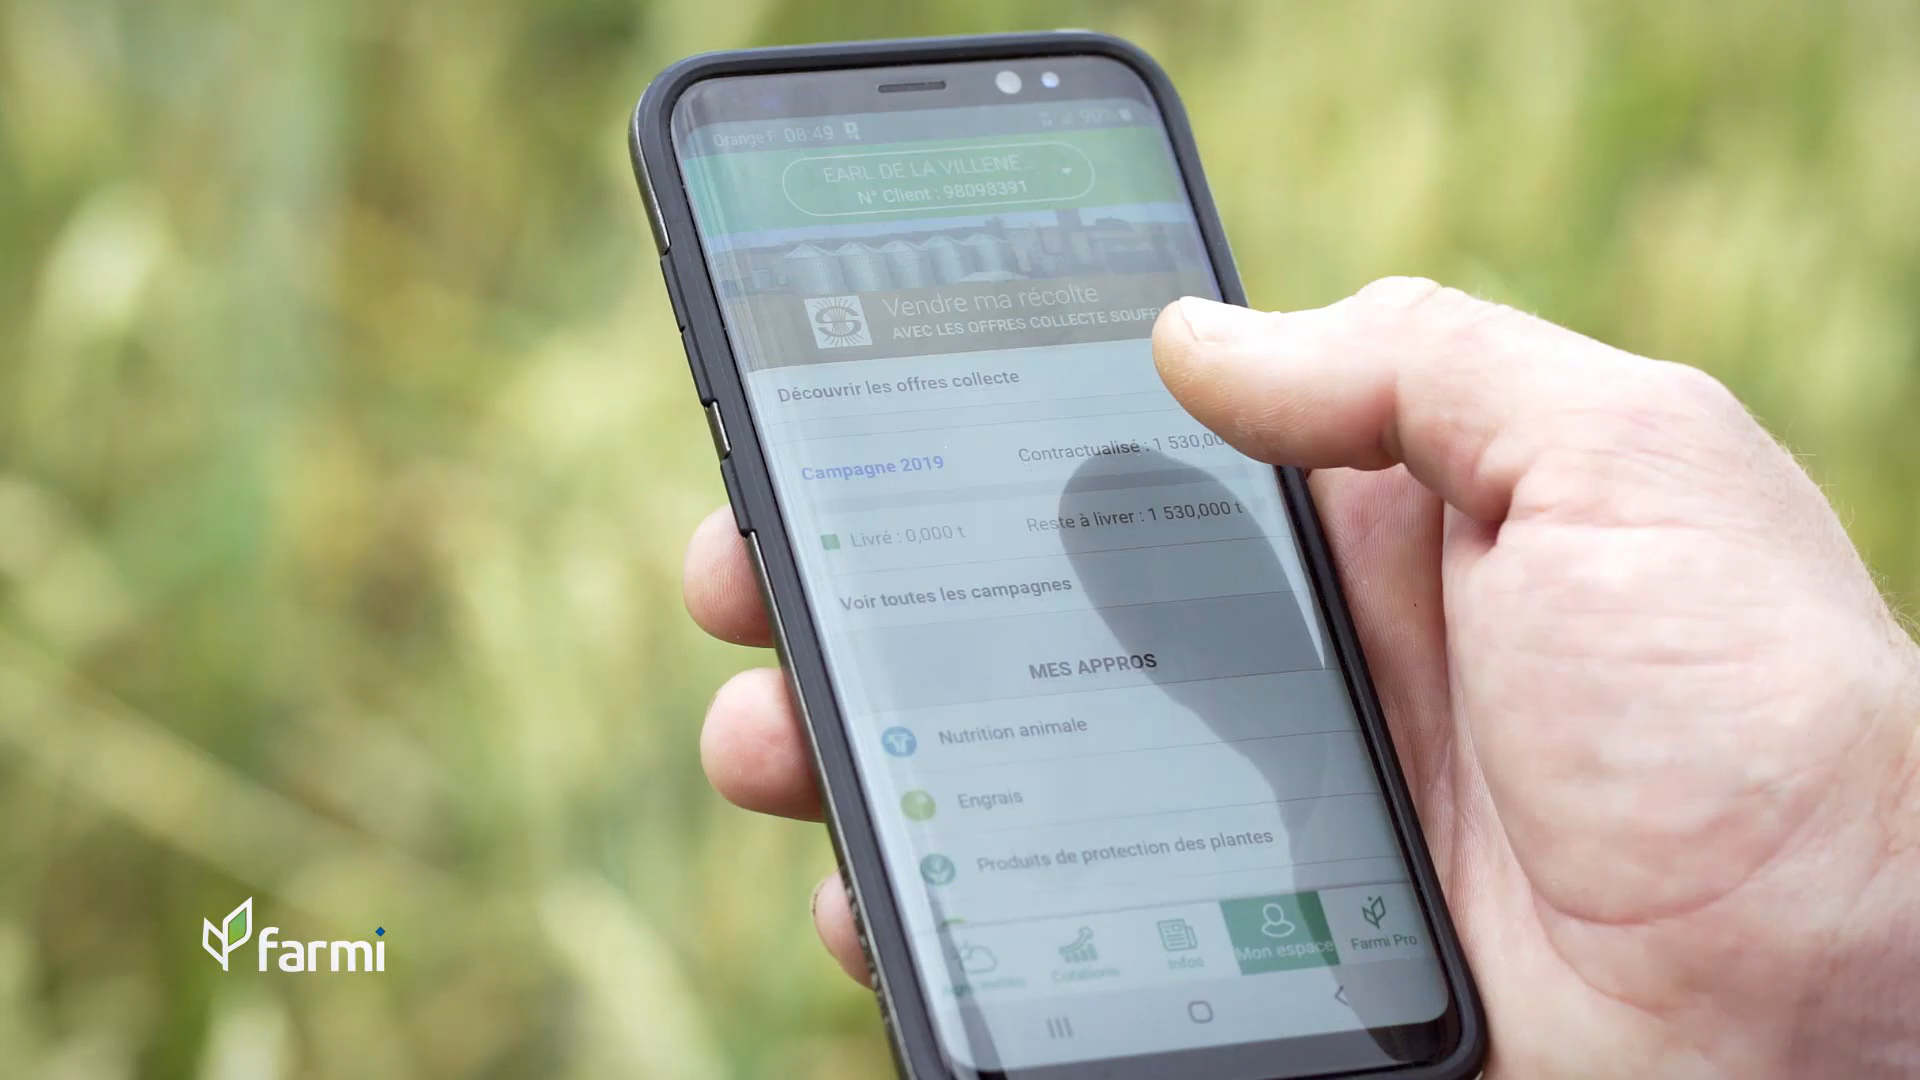 Orange F 08:49
90%
EARL DE LA VILLENE...
N° Client : 98098391
Vendre ma récolte
AVEC LES OFFRES COLLECTE SOUFFL
Découvrir les offres collecte
Campagne 2019
Contractualisé : 1 530,00
Livré : 0,000 t
Reste à livrer : 1 530,000 t
Voir toutes les campagnes
MES APPROS
Nutrition animale
Engrais
Produits de protection des plantes
Cotations
Infos
Mon espace
Farmi Pro
farmi